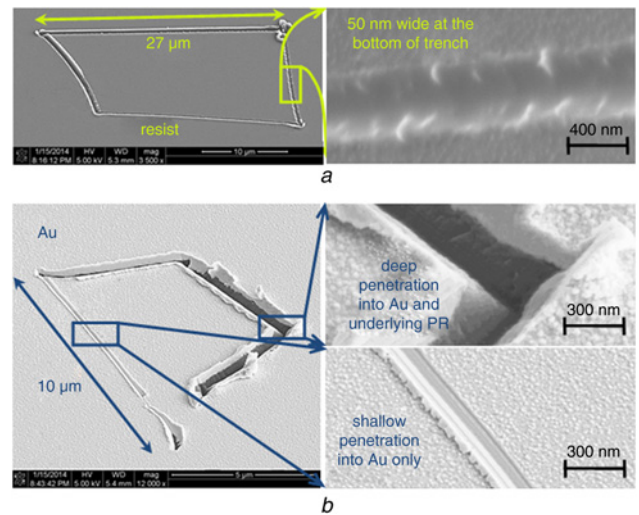 27 µm
resist
1/15/2014 HV WD mag
8:16:12 PM 5.00 kV 5.3 mm 3 500 x
10 µm
50 nm wide at the
bottom of trench
400 nm
a
Au
10 µm
1/15/2014 HV WD mag
8:43:42 PM 5.00 kV 5.4 mm 12 000 x
5 µm
deep
penetration
into Au and
underlying PR
300 nm
shallow
penetration
into Au only
300 nm
b